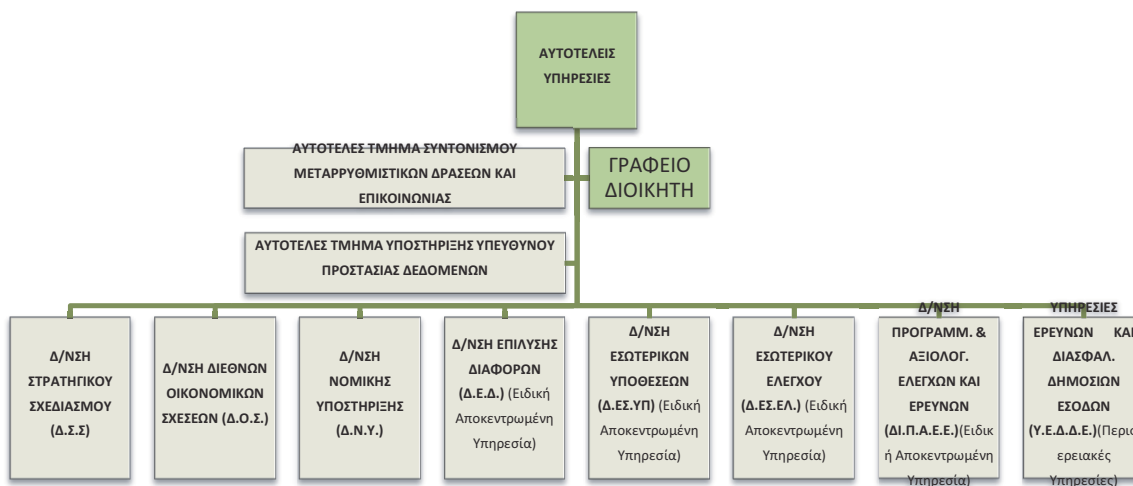 ΑΥΤΟΤΕΛΕΙΣ
ΥΠΗΡΕΣΙΕΣ
ΑΥΤΟΤΕΛΕΣ ΤΜΗΜΑ ΣΥΝΤΟΝΙΣΜΟΥ
ΜΕΤΑΡΡΥΘΜΙΣΤΙΚΩΝ ΔΡΑΣΕΩΝ ΚΑΙ
ΕΠΙΚΟΙΝΩΝΙΑΣ
ΓΡΑΦΕΙΟ
ΔΙΟΙΚΗΤΗ
ΑΥΤΟΤΕΛΕΣ ΤΜΗΜΑ ΥΠΟΣΤΗΡΙΞΗΣ ΥΠΕΥΘΥΝΟΥ
ΠΡΟΣΤΑΣΙΑΣ ΔΕΔΟΜΕΝΩΝ
Δ/ΝΣΗ
ΣΤΡΑΤΗΓΙΚΟΥ
ΣΧΕΔΙΑΣΜΟΥ
(Δ.Σ.Σ)
Δ/ΝΣΗ ΔΙΕΘΝΩΝ
ΟΙΚΟΝΟΜΙΚΩΝ
ΣΧΕΣΕΩΝ (Δ.Ο.Σ.)
Δ/ΝΣΗ
ΝΟΜΙΚΗΣ
ΥΠΟΣΤΗΡΙΞΗΣ
(Δ.Ν.Υ.)
Δ/ΝΣΗ ΕΠΙΛΥΣΗΣ
ΔΙΑΦΟΡΩΝ
(Δ.Ε.Δ.) (Ειδική
Αποκεντρωμένη
Υπηρεσία)
Δ/ΝΣΗ
ΕΣΩΤΕΡΙΚΩΝ
ΥΠΟΘΕΣΕΩΝ
(Δ.ΕΣ.ΥΠ) (Ειδική
Αποκεντρωμένη
Υπηρεσία)
Δ/ΝΣΗ
ΕΣΩΤΕΡΙΚΟΥ
ΕΛΕΓΧΟΥ
(Δ.ΕΣ.ΕΛ.) (Ειδική
Αποκεντρωμένη
Υπηρεσία)
Δ/ΝΣΗ
ΠΡΟΓΡΑΜΜ. &
ΑΞΙΟΛΟΓ.
ΕΛΕΓΧΩΝ ΚΑΙ
ΕΡΕΥΝΩΝ
(ΔΙ.Π.Α.Ε.Ε.)(Ειδικ
ή Αποκεντρωμένη
Υπηρεσία)
ΥΠΗΡΕΣΙΕΣ
ΕΡΕΥΝΩΝ ΚΑΙ
ΔΙΑΣΦΑΛ.
ΔΗΜΟΣΙΩΝ
ΕΣΟΔΩΝ
(Υ.Ε.Δ.Δ.Ε.)(Περιφ
ερειακές
Υπηρεσίες)